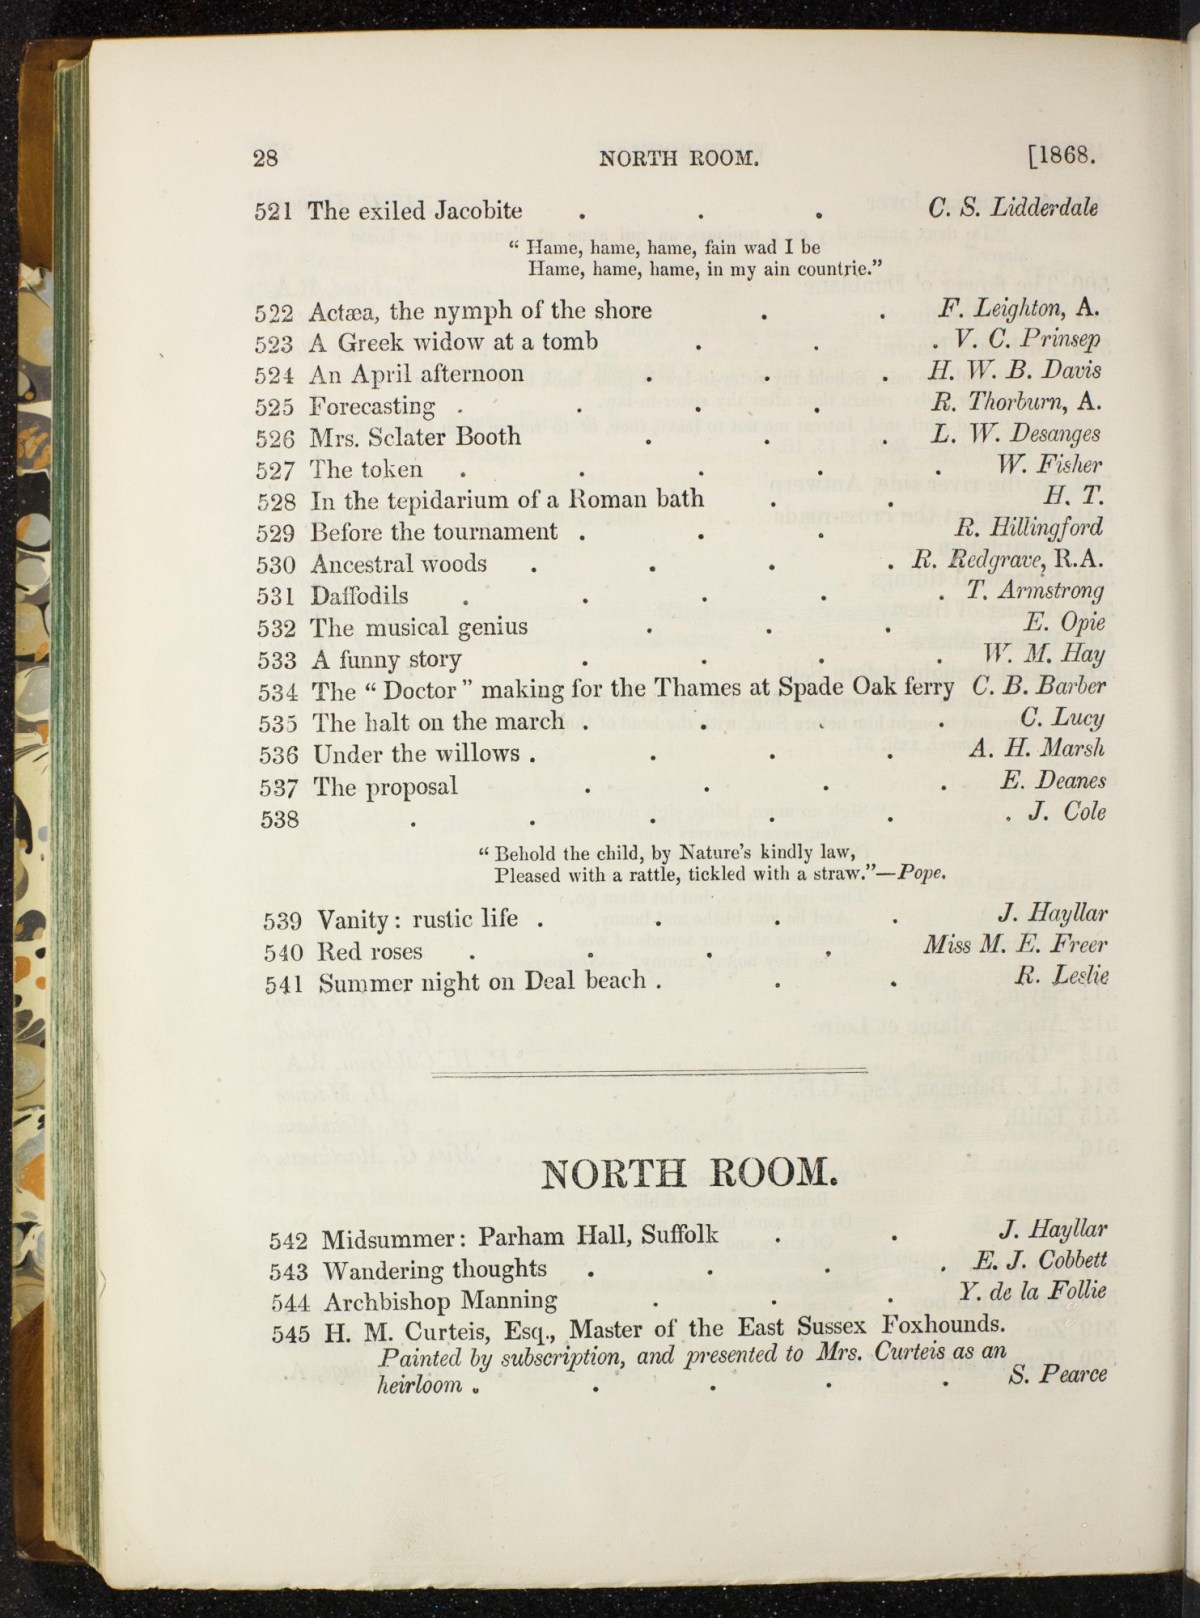 28 NORTH ROOM. [1868.
521 The exiled Jacobite . . . C. S. Lidderdale
“ Hame, hame, hame, fain wad I be
Hame, hame, hame, in my ain countrie.”
522 Actæa, the nymph of the shore . . F. Leighton, A.
523 A Greek widow at a tomb . . . V. C. Prinsep
524 An April afternoon . . . H. W. B. Davis
525 Forecasting . . . . R. Thorburn, A.
526 Mrs. Sclater Booth . . . L. W. Desanges
527 The token . . . . . W. Fisher
528 In the tepidarium of a Roman bath . . . H. T.
529 Before the tournament . . . R. Hillingford
530 Ancestral woods . . . . R. Redgrave, R.A.
531 Daffodils . . . . . T. Armstrong
532 The musical genius . . . E. Opie
533 A funny story . . . . W. M. Hay
534 The “ Doctor ” making for the Thames at Spade Oak ferry C. B. Barber
535 The halt on the march . . . . C. Lucy
536 Under the willows . . . . A. H. Marsh
537 The proposal . . . . E. Deanes
538 . . . . . . J. Cole
“ Behold the child, by Nature’s kindly law,
Pleased with a rattle, tickled with a straw.”—Pope.
539 Vanity : rustic life . . . . J. Hayllar
540 Red roses . . . . Miss M. E. Freer
541 Summer night on Deal beach . . . R. Leslie
NORTH ROOM.
542 Midsummer : Parham Hall, Suffolk . . J. Hayllar
543 Wandering thoughts . . . . E. J. Cobbett
544 Archbishop Manning . . . Y. de la Follie
545 H. M. Curteis, Esq., Master of the East Sussex Foxhounds.
Painted by subscription, and presented to Mrs. Curteis as an
heirloom . . . . . S. Pearce